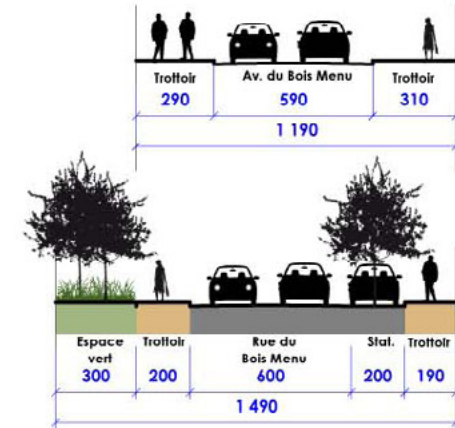 Trottoir Av. du Bois Menu Trottoir
290 590 310
1 190
Espace vert Trottoir Rue du Bois Menu Stat. Trottoir
300 200 600 200 190
1 490